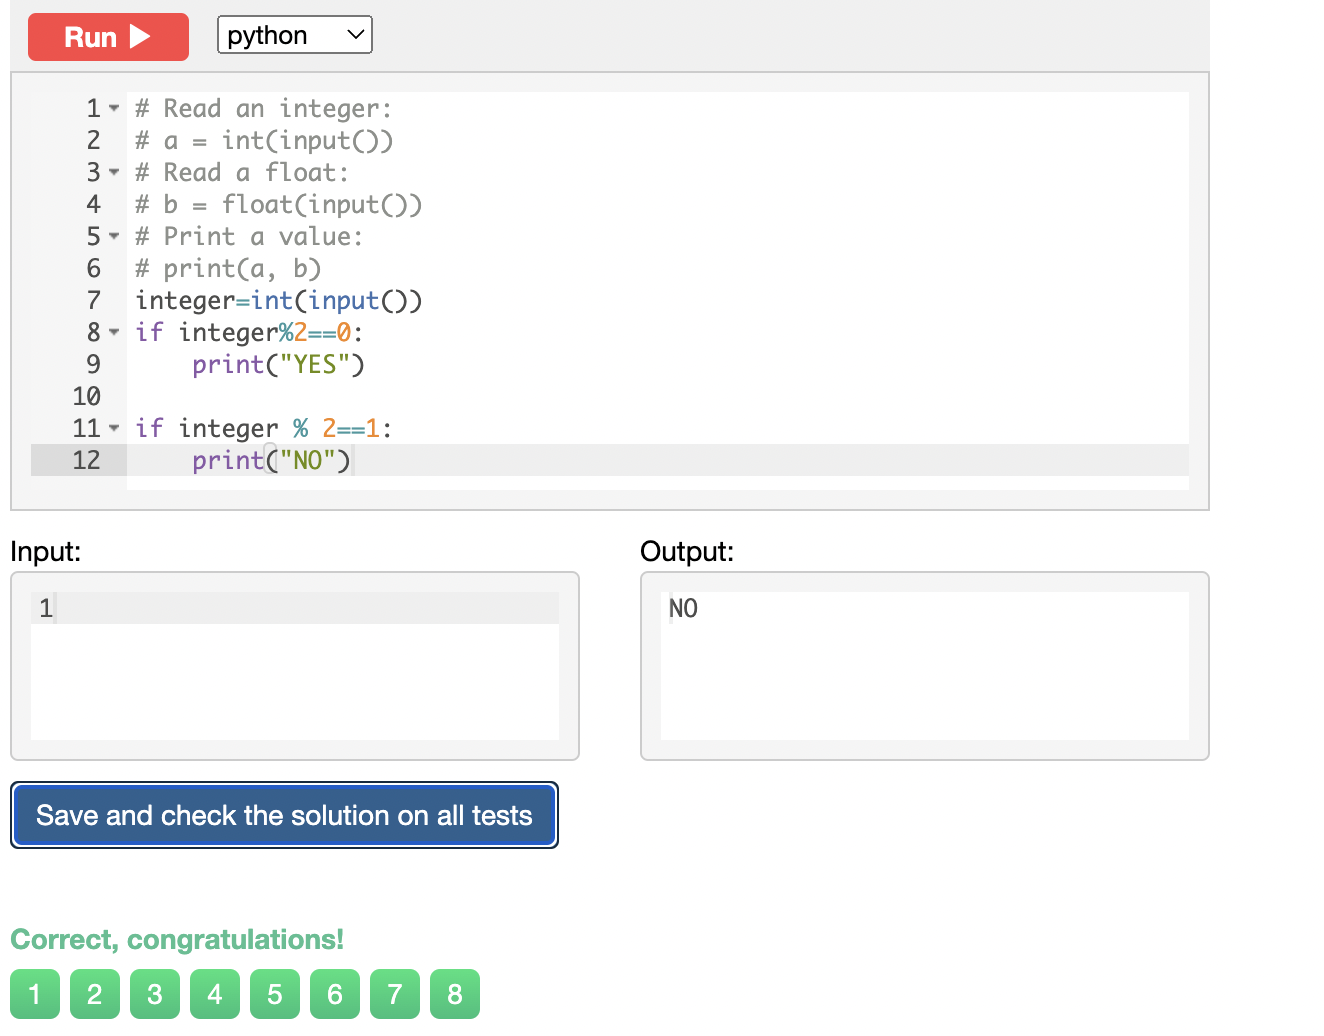 Run python
1 # Read an integer:
2 # a = int(input())
3 # Read a float:
4 # b = float(input())
5 # Print a value:
6 # print(a, b)
7 integer=int(input())
8 if integer%2==0:
9     print("YES")
10
11 if integer % 2==1:
12     print("NO")
Input: Output:
1 NO
Save and check the solution on all tests
Correct, congratulations!
1 2 3 4 5 6 7 8